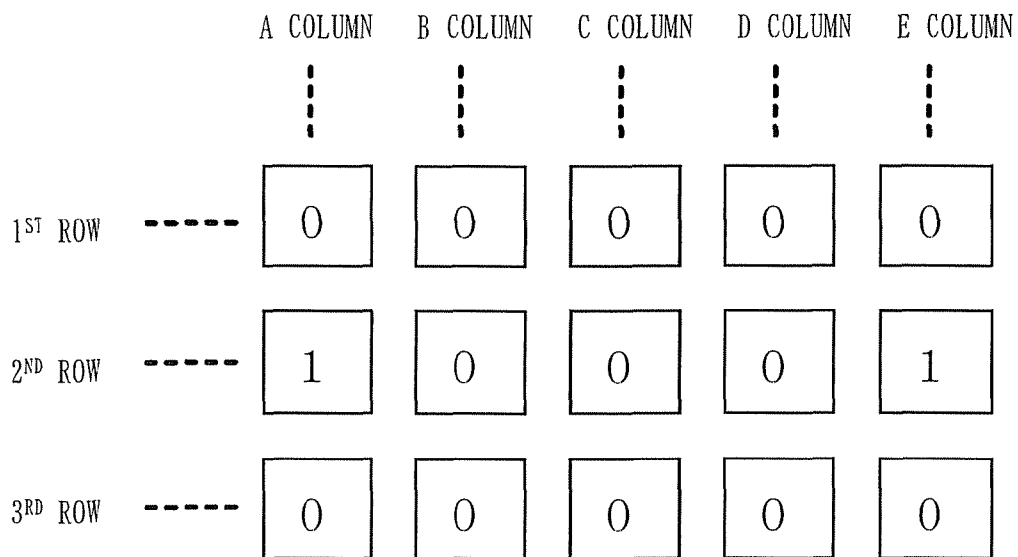 A COLUMN B COLUMN C COLUMN D COLUMN E COLUMN
1ST ROW 0 0 0 0 0
2ND ROW 1 0 0 0 1
3RD ROW 0 0 0 0 0